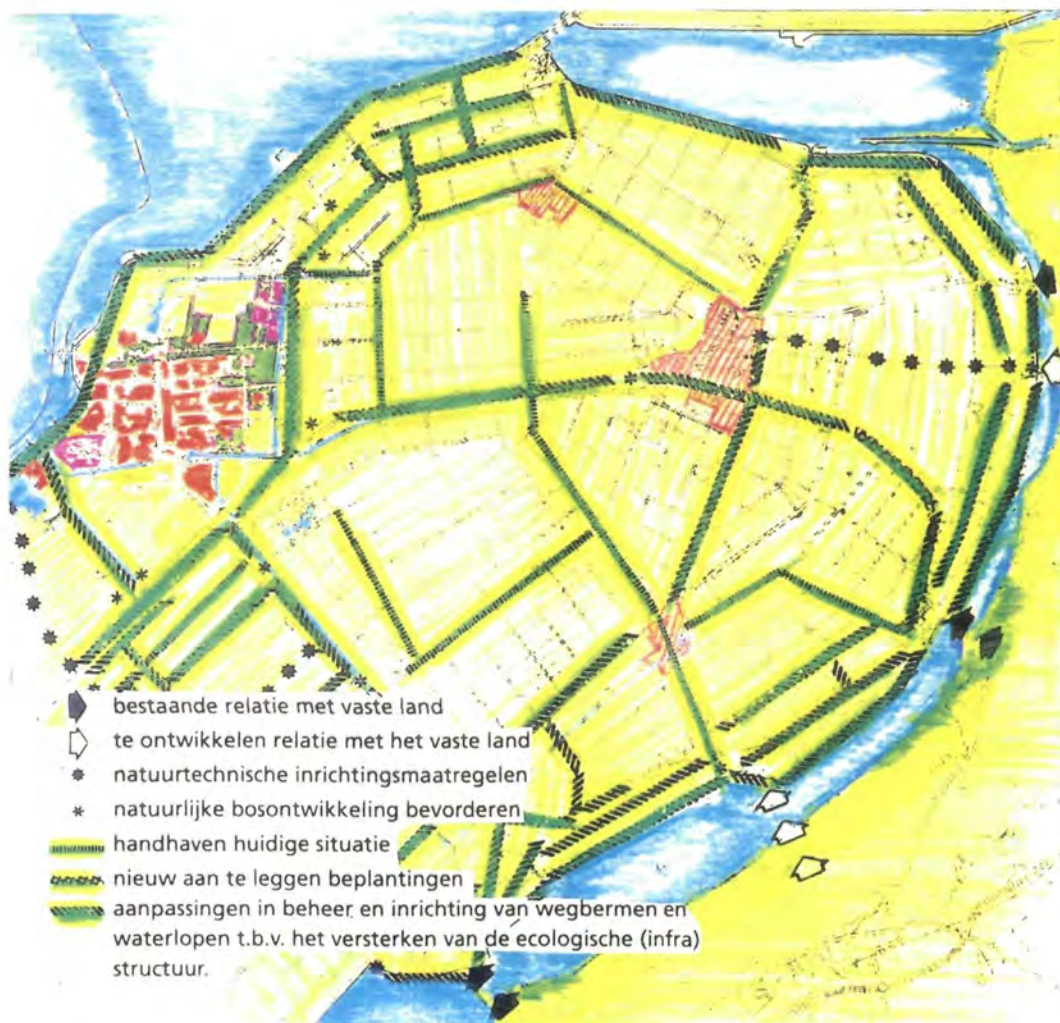 bestaande relatie met vaste land
te ontwikkelen relatie met het vaste land
natuurtechnische inrichtingsmaatregelen
natuurlijke bosontwikkeling bevorderen
handhaven huidige situatie
nieuw aan te leggen beplantingen
aanpassingen in beheer en inrichting van wegbermen en
waterlopen t.b.v. het versterken van de ecologische (infra)
structuur.